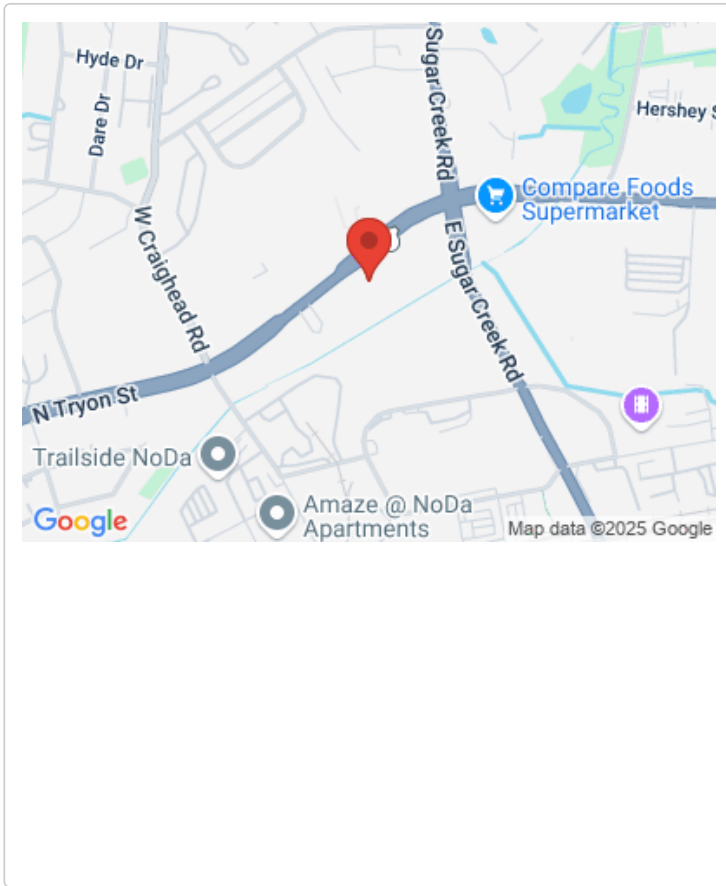 Hyde Dr
Dare Dr
Sugar Creek Rd
Hershey S
Compare Foods
Supermarket
W Craighead Rd
E Sugar Creek Rd
N Tryon St
Trailside NoDa
Amaze @ NoDa
Apartments
Google
Map data ©2025 Google